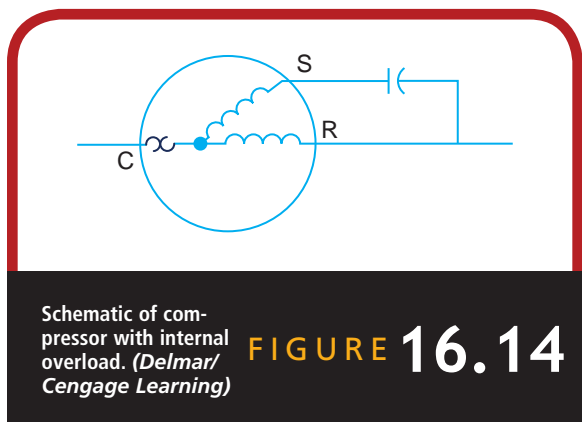 S
R
C
Schematic of com-
pressor with internal
overload. (Delmar/
Cengage Learning)
FIGURE 16.14